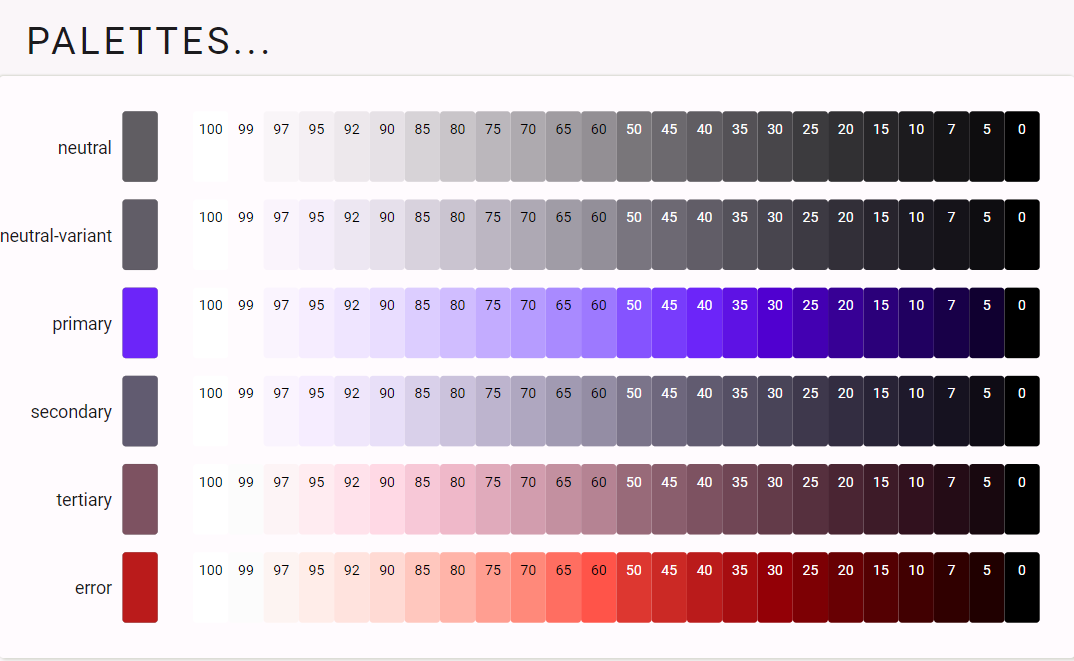 PALETTES...
neutral 100 99 97 95 92 90 85 80 75 70 65 60 50 45 40 35 30 25 20 15 10 7 5 0
neutral-variant 100 99 97 95 92 90 85 80 75 70 65 60 50 45 40 35 30 25 20 15 10 7 5 0
primary 100 99 97 95 92 90 85 80 75 70 65 60 50 45 40 35 30 25 20 15 10 7 5 0
secondary 100 99 97 95 92 90 85 80 75 70 65 60 50 45 40 35 30 25 20 15 10 7 5 0
tertiary 100 99 97 95 92 90 85 80 75 70 65 60 50 45 40 35 30 25 20 15 10 7 5 0
error 100 99 97 95 92 90 85 80 75 70 65 60 50 45 40 35 30 25 20 15 10 7 5 0